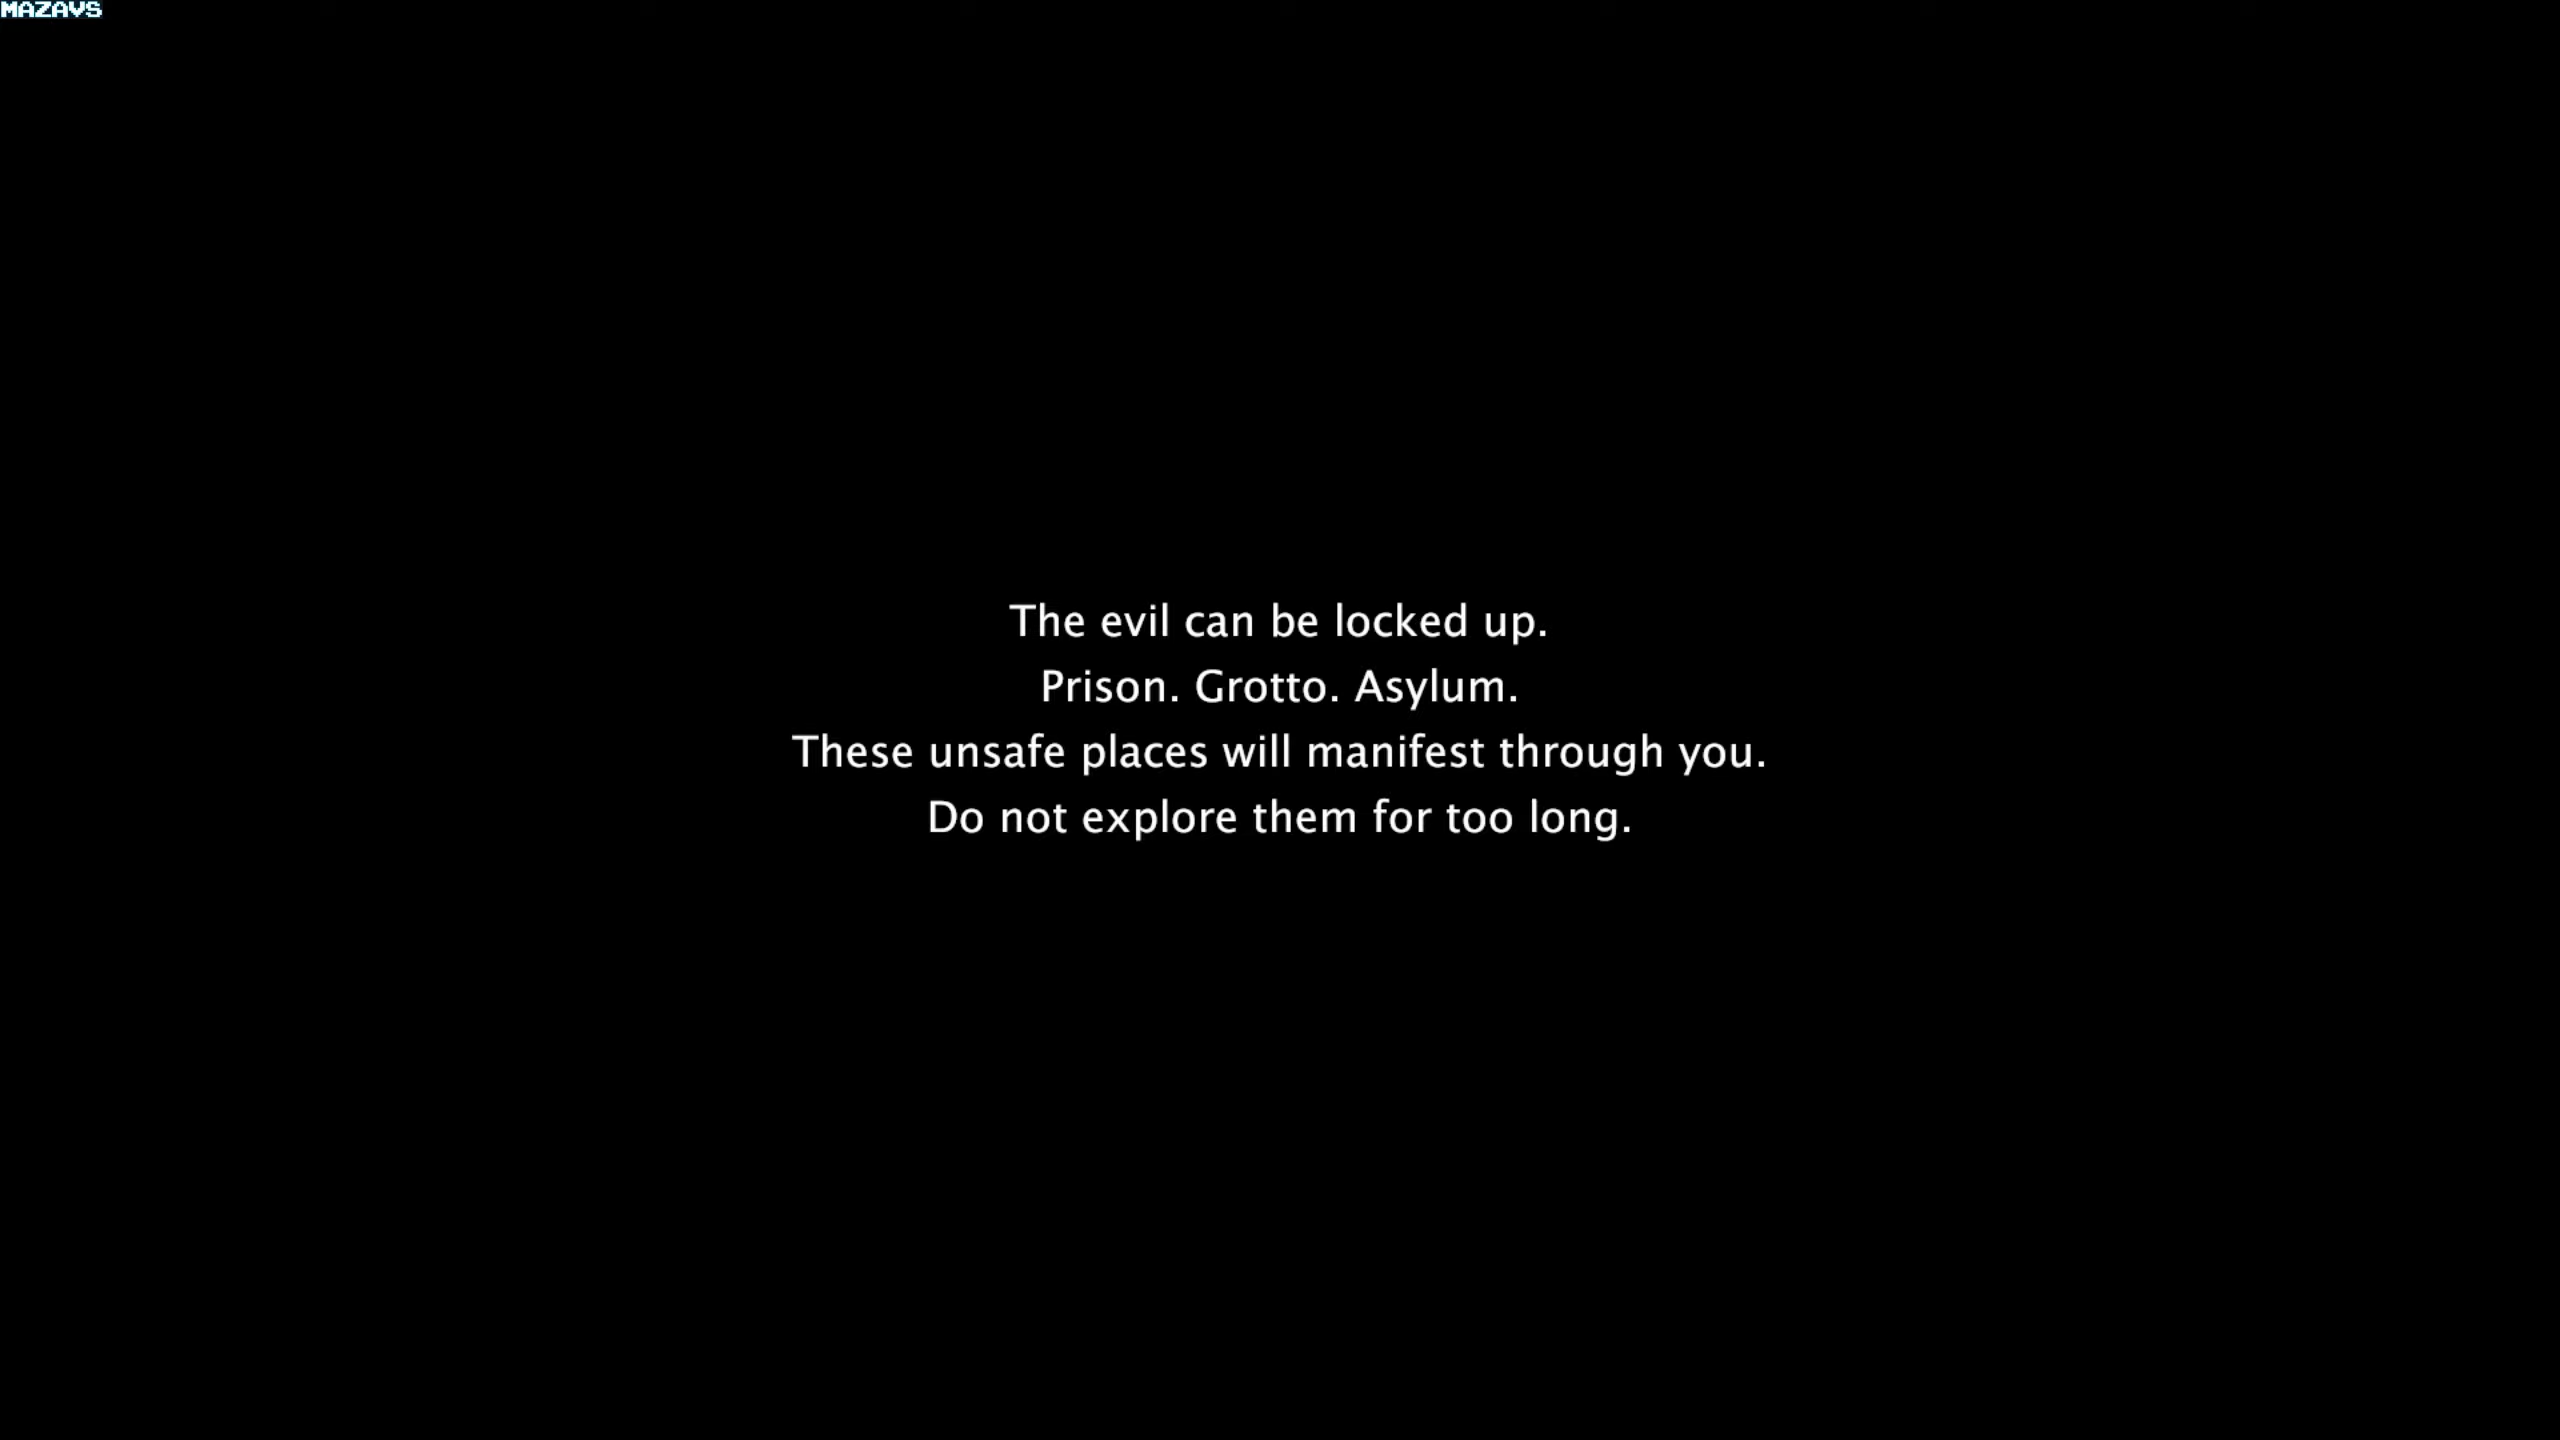 MAZAVS
The evil can be locked up.
Prison. Grotto. Asylum.
These unsafe places will manifest through you.
Do not explore them for too long.